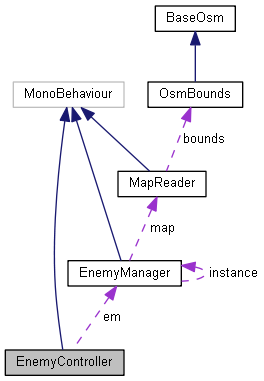 BaseOsm
MonoBehaviour
OsmBounds
bounds
MapReader
map
EnemyManager
instance
em
EnemyController